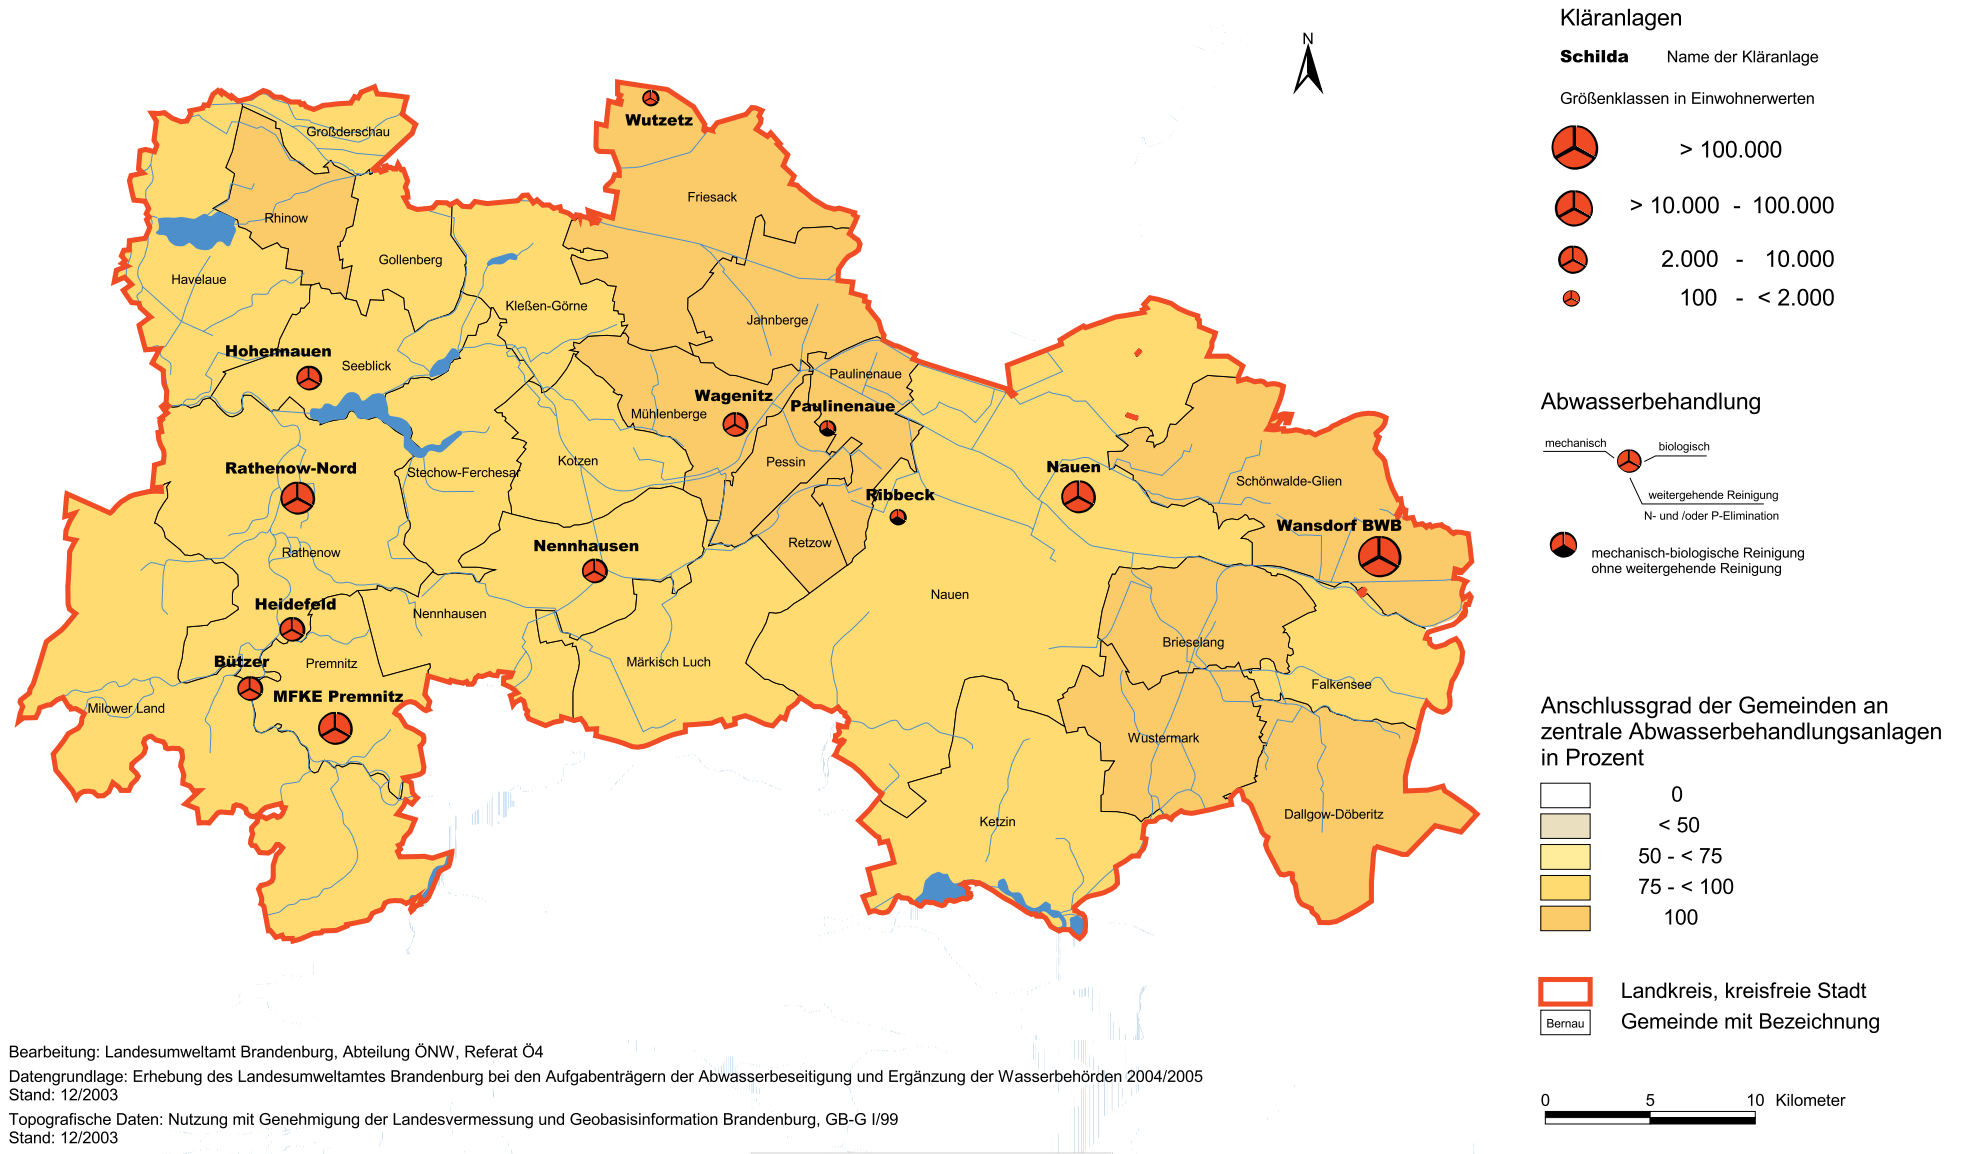 N
Großderschau
Wutzetz
Friesack
Rhinow
Gollenberg
Havelaue
Kleßen-Görne
Jahnberge
Hohennauen
Seeblick
Paulinenaue
Wagenitz
Paulinenaue
Mühlenberge
Rathenow-Nord
Stechow-Ferchesar
Kotzen
Pessin
Nauen
Schönwalde-Glien
Ribbeck
Wansdorf BWB
Rathenow
Nennhausen
Retzow
Heidefeld
Nennhausen
Nauen
Brieselang
Bützer
Premnitz
Märkisch Luch
Falkensee
MFKE Premnitz
Milower Land
Wustermark
Ketzin
Dallgow-Döberitz
Kläranlagen
Schilda Name der Kläranlage
Größenklassen in Einwohnerwerten
> 100.000
> 10.000 - 100.000
2.000 - 10.000
100 - < 2.000
Abwasserbehandlung
mechanisch
biologisch
weitergehende Reinigung
N- und /oder P-Elimination
mechanisch-biologische Reinigung
ohne weitergehende Reinigung
Anschlussgrad der Gemeinden an
zentrale Abwasserbehandlungsanlagen
in Prozent
0
< 50
50 - < 75
75 - < 100
100
Landkreis, kreisfreie Stadt
Bernau Gemeinde mit Bezeichnung
0 5 10 Kilometer
Bearbeitung: Landesumweltamt Brandenburg, Abteilung ÖNW, Referat Ö4
Datengrundlage: Erhebung des Landesumweltamtes Brandenburg bei den Aufgabenträgern der Abwasserbeseitigung und Ergänzung der Wasserbehörden 2004/2005
Stand: 12/2003
Topografische Daten: Nutzung mit Genehmigung der Landesvermessung und Geobasisinformation Brandenburg, GB-G I/99
Stand: 12/2003